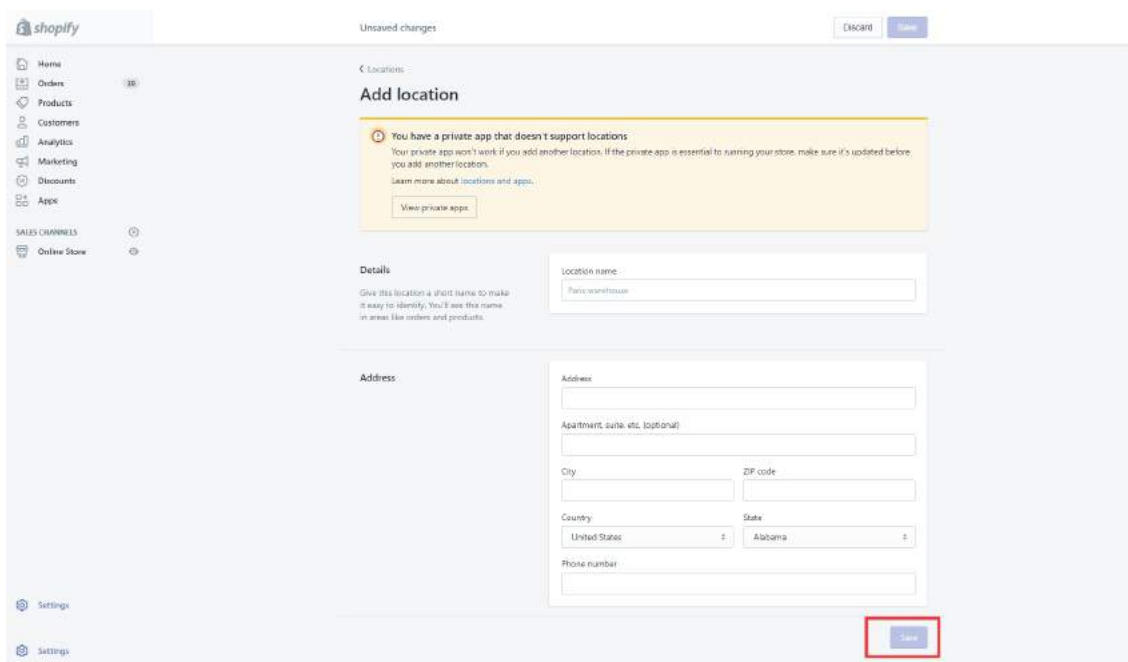 shopify
Unsaved changes
Discard
Save
Home
Orders
Products
Customers
Analytics
Marketing
Discounts
Apps
SALES CHANNELS
Online Store
Settings
Settings
Locations
Add location
You have a private app that doesn't support locations
Your private app won't work if you add another location. If the private app is essential to running your store, make sure it's updated before
you add another location.
Learn more about locations and apps.
View private apps
Details
Give this location a short name to make
it easy to identify. You'll see this name
in areas like orders and products.
Location name
Paris warehouse
Address
Address
Apartment, suite, etc. (optional)
City
ZIP code
Country
State
United States
Alabama
Phone number
Save